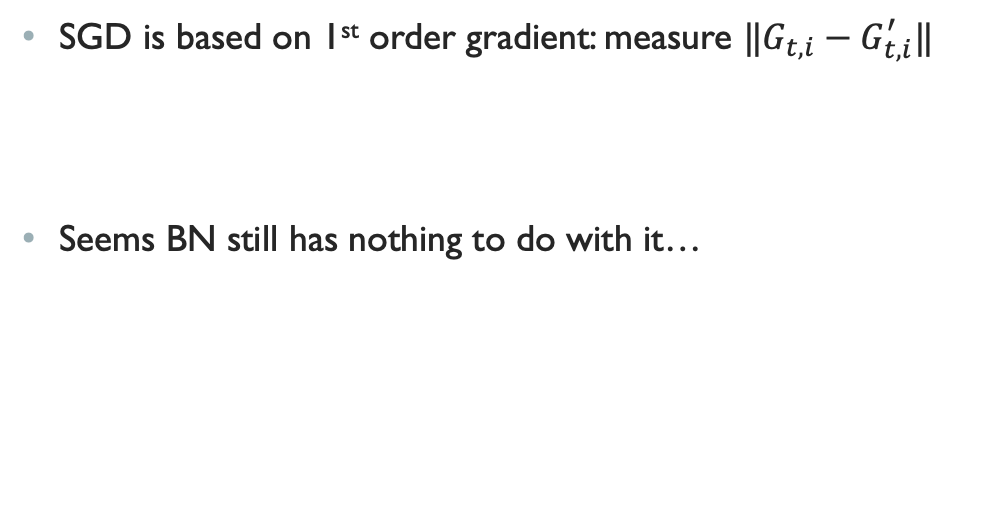 • SGD is based on 1st order gradient: measure ‖G_{t,i} − G'_{t,i}‖
• Seems BN still has nothing to do with it…